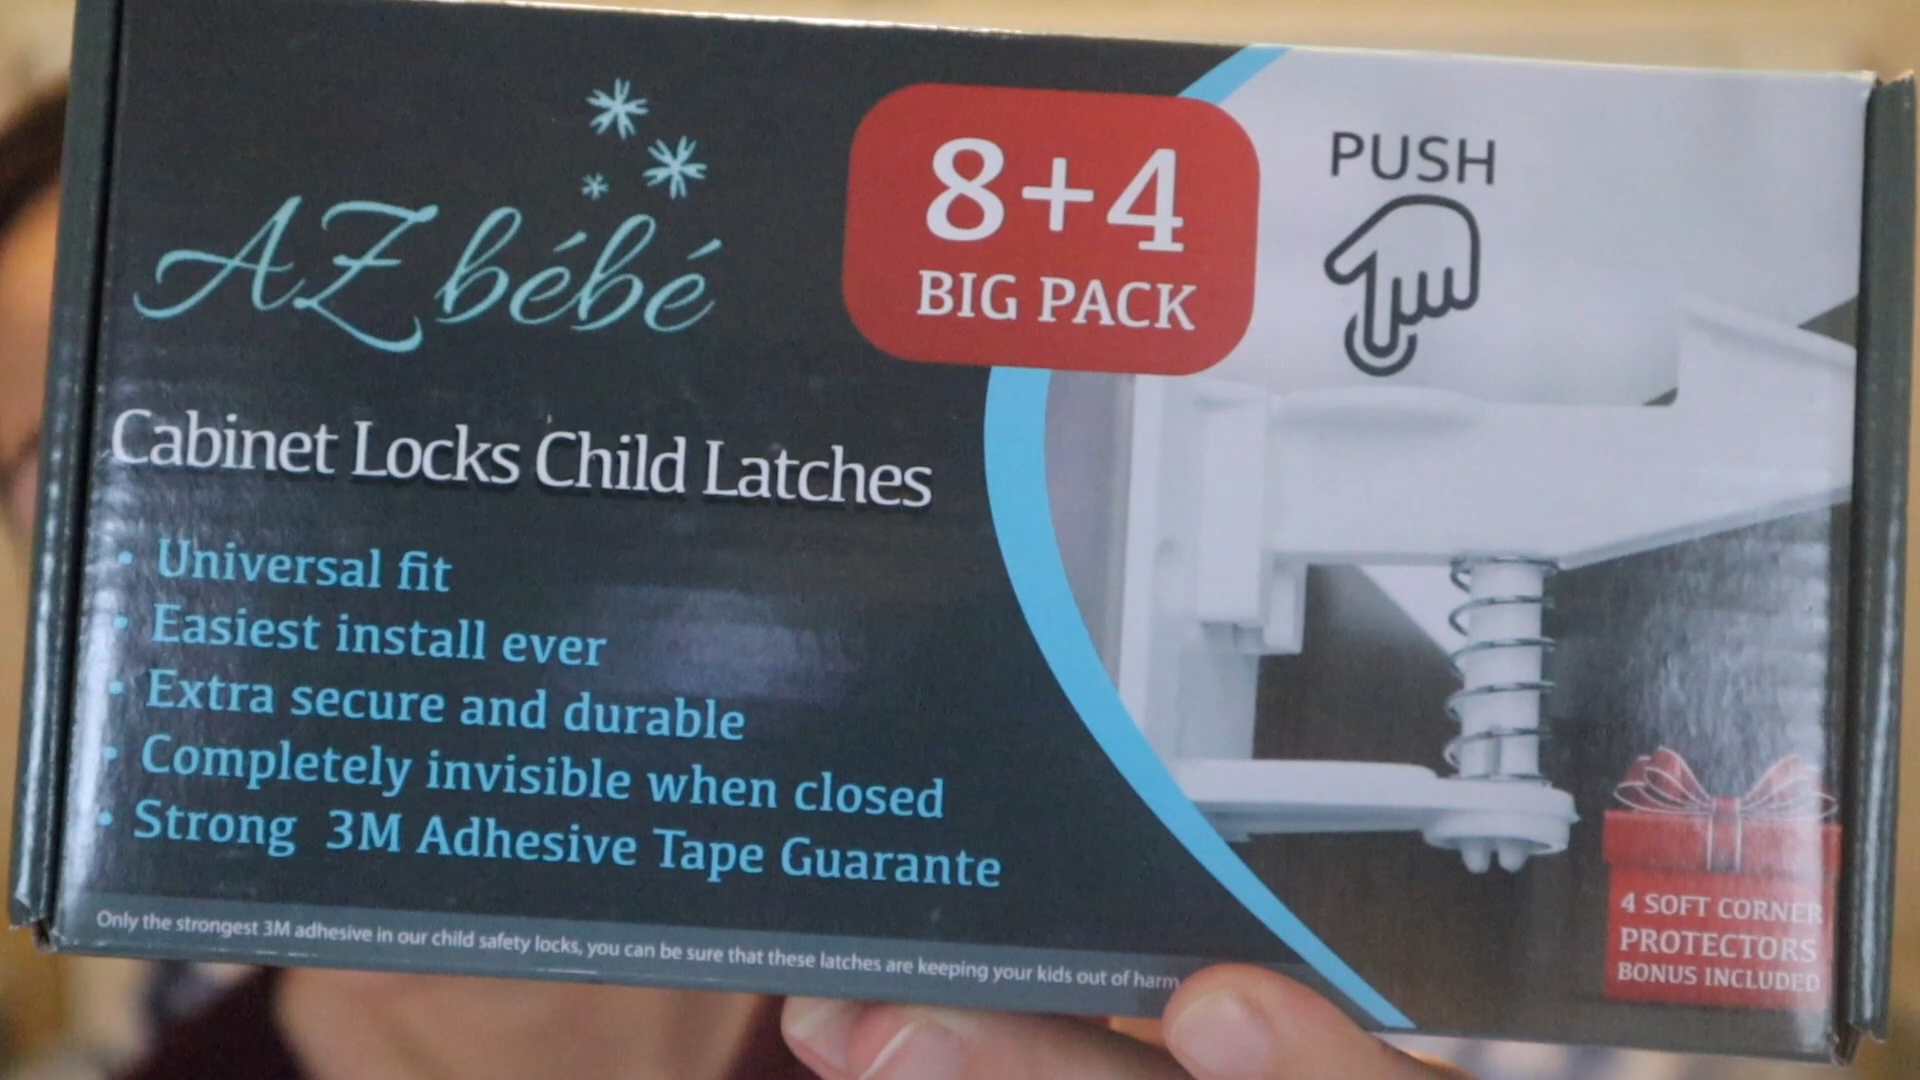 AZ bébé
8+4
BIG PACK
PUSH
Cabinet Locks Child Latches
• Universal fit
• Easiest install ever
• Extra secure and durable
• Completely invisible when closed
• Strong 3M Adhesive Tape Guarante
Only the strongest 3M adhesive in our child safety locks, you can be sure that these latches are keeping your kids out of harm
4 SOFT CORNER
PROTECTORS
BONUS INCLUDED